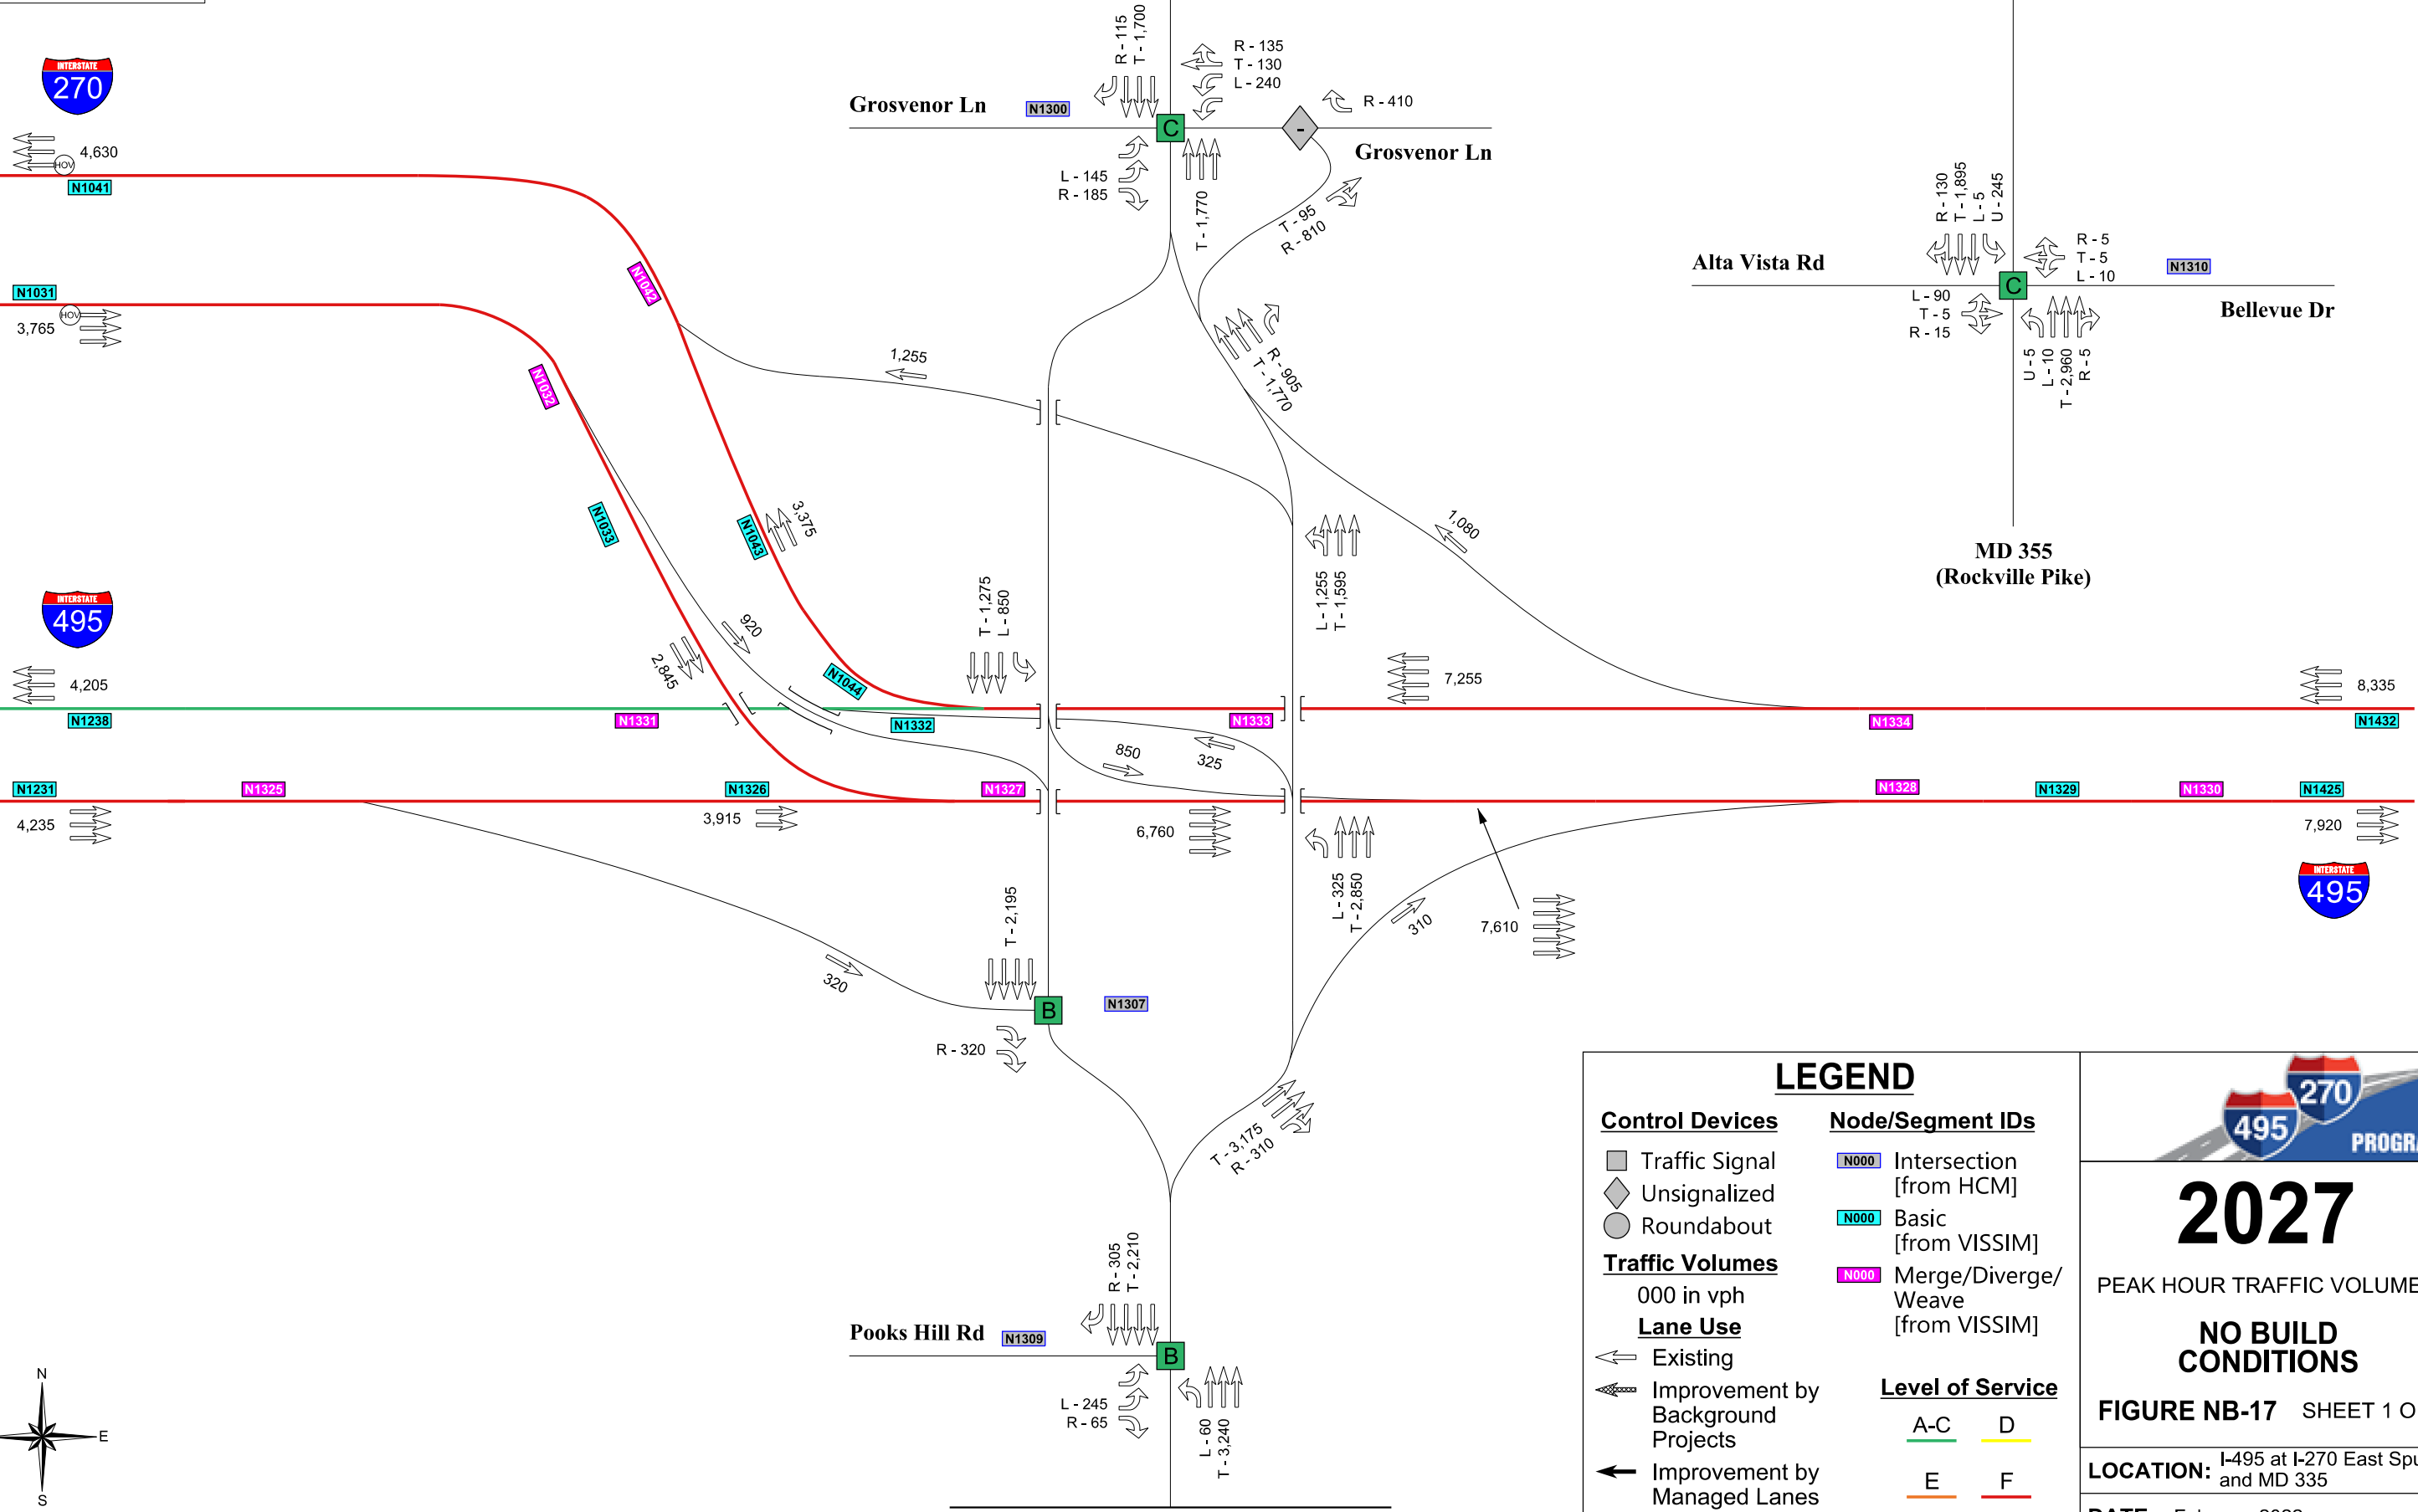 INTERSTATE
270
4,630
HOV
N1041
N1031
HOV
3,765
N1042
N1032
N1033
N1043
3,375
1,255
920
2,845
N1044
INTERSTATE
495
4,205
N1238
N1331
N1332
N1333
N1334
N1432
8,335
7,255
1,080
N1231
4,235
N1325
N1326
3,915
N1327
850
325
6,760
N1328
N1329
N1330
N1425
7,920
7,610
310
320
INTERSTATE
495
Grosvenor Ln
N1300
R - 115
T - 1,700
R - 135
T - 130
L - 240
C
-
R - 410
Grosvenor Ln
L - 145
R - 185
T - 1,770
T - 95
R - 810
R - 905
T - 1,770
T - 1,275
L - 850
L - 1,255
T - 1,595
L - 325
T - 2,850
T - 2,195
B
N1307
R - 320
T - 3,175
R - 310
R - 305
T - 2,210
Pooks Hill Rd
N1309
B
L - 245
R - 65
L - 60
T - 3,240
R - 130
T - 1,895
L - 5
U - 245
Alta Vista Rd
R - 5
T - 5
L - 10
N1310
C
L - 90
T - 5
R - 15
Bellevue Dr
U - 5
L - 10
T - 2,960
R - 5
MD 355
(Rockville Pike)
N
E
S
LEGEND
Control Devices
Traffic Signal
Unsignalized
Roundabout
Traffic Volumes
000 in vph
Lane Use
Existing
Improvement by
Background
Projects
Improvement by
Managed Lanes
Node/Segment IDs
N000 Intersection
[from HCM]
N000 Basic
[from VISSIM]
N000 Merge/Diverge/
Weave
[from VISSIM]
Level of Service
A-C D
E F
495
270
2027
PEAK HOUR TRAFFIC
NO BUILD
CONDITIONS
FIGURE NB-17 SHEET 1
LOCATION: I-495 at I-270 East
and MD 335